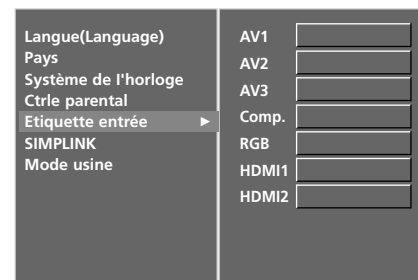 Langue(Language)
Pays
Système de l'horloge
Ctrle parental
Etiquette entrée ►
SIMPLINK
Mode usine
AV1
AV2
AV3
Comp.
RGB
HDMI1
HDMI2